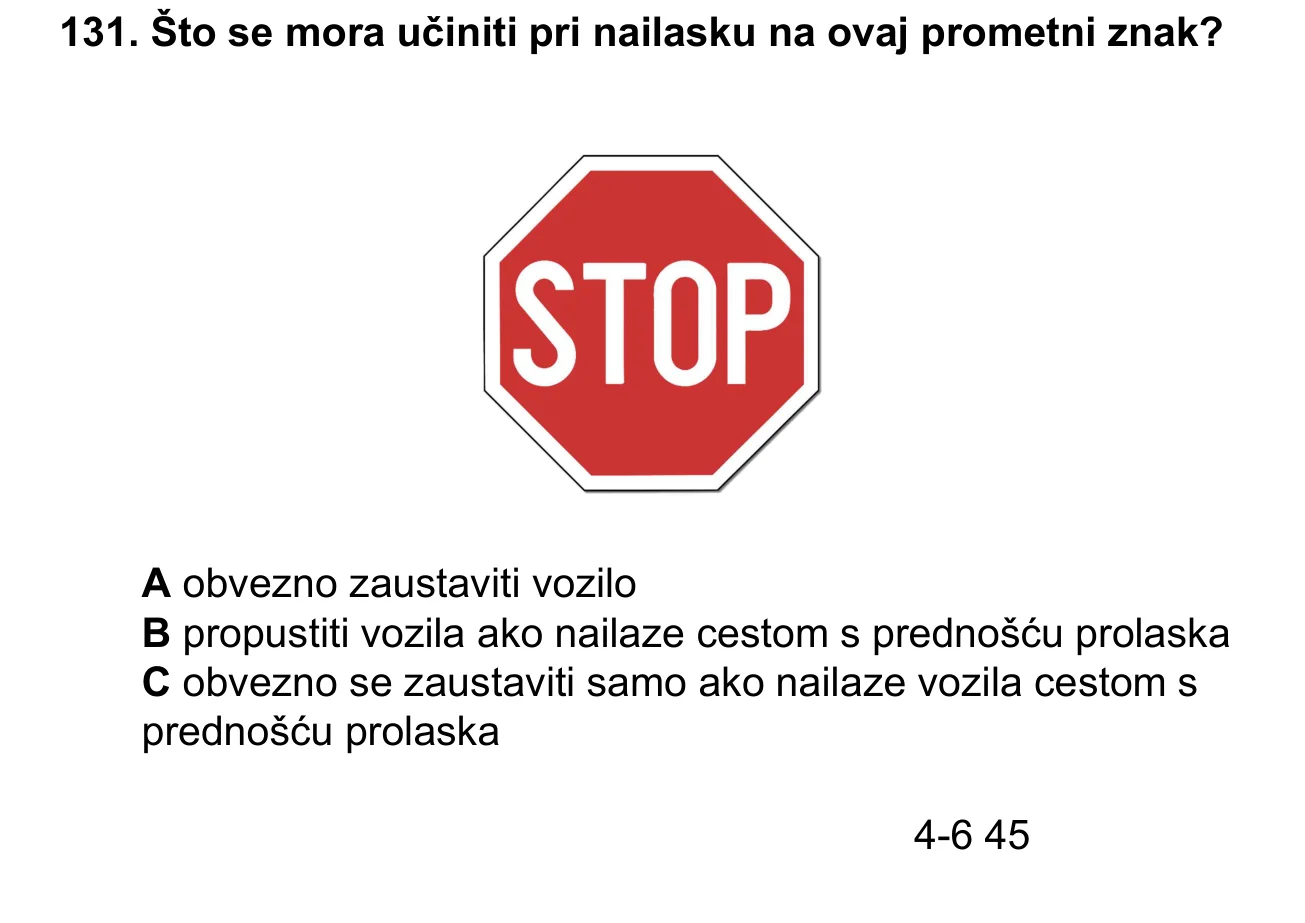 131. Što se mora učiniti pri nailasku na ovaj prometni znak?
STOP
A obvezno zaustaviti vozilo
B propustiti vozila ako nailaze cestom s prednošću prolaska
C obvezno se zaustaviti samo ako nailaze vozila cestom s
prednošću prolaska
4-6 45